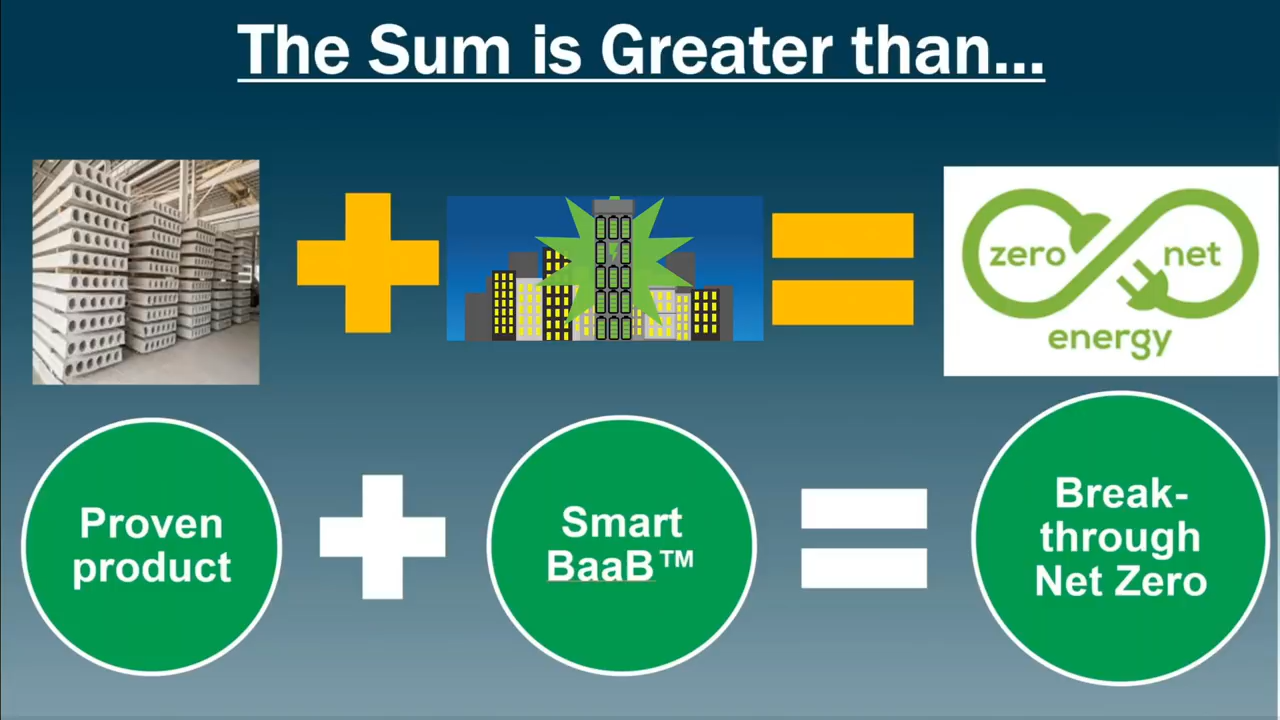 The Sum is Greater than...
zero net
energy
Proven
product
Smart
BaaB™
Break-
through
Net Zero